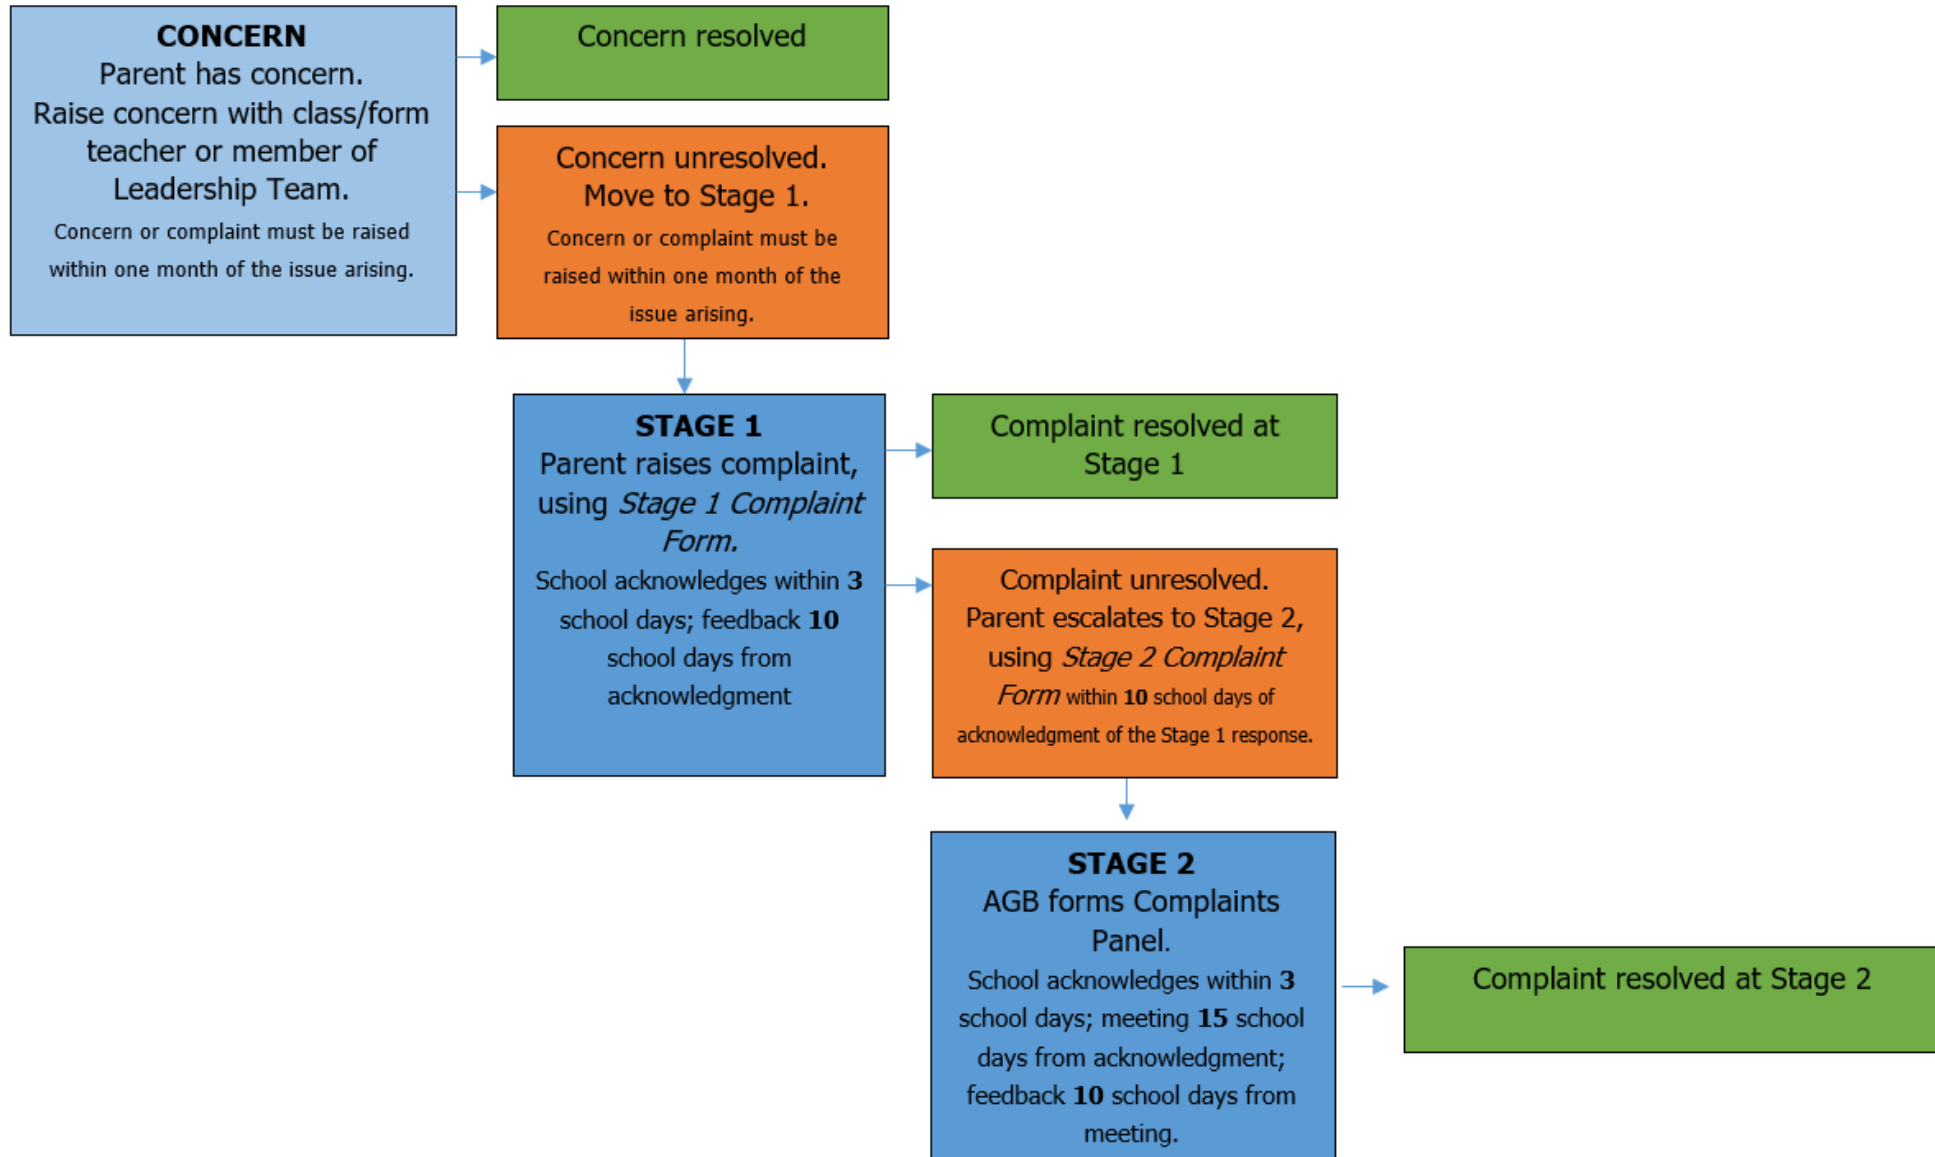 CONCERN
Parent has concern.
Raise concern with class/form
teacher or member of
Leadership Team.
Concern or complaint must be raised
within one month of the issue arising.
Concern resolved
Concern unresolved.
Move to Stage 1.
Concern or complaint must be
raised within one month of the
issue arising.
STAGE 1
Parent raises complaint,
using Stage 1 Complaint
Form.
School acknowledges within 3
school days; feedback 10
school days from
acknowledgment
Complaint resolved at
Stage 1
Complaint unresolved.
Parent escalates to Stage 2,
using Stage 2 Complaint
Form within 10 school days of
acknowledgment of the Stage 1 response.
STAGE 2
AGB forms Complaints
Panel.
School acknowledges within 3
school days; meeting 15 school
days from acknowledgment;
feedback 10 school days from
meeting.
Complaint resolved at Stage 2